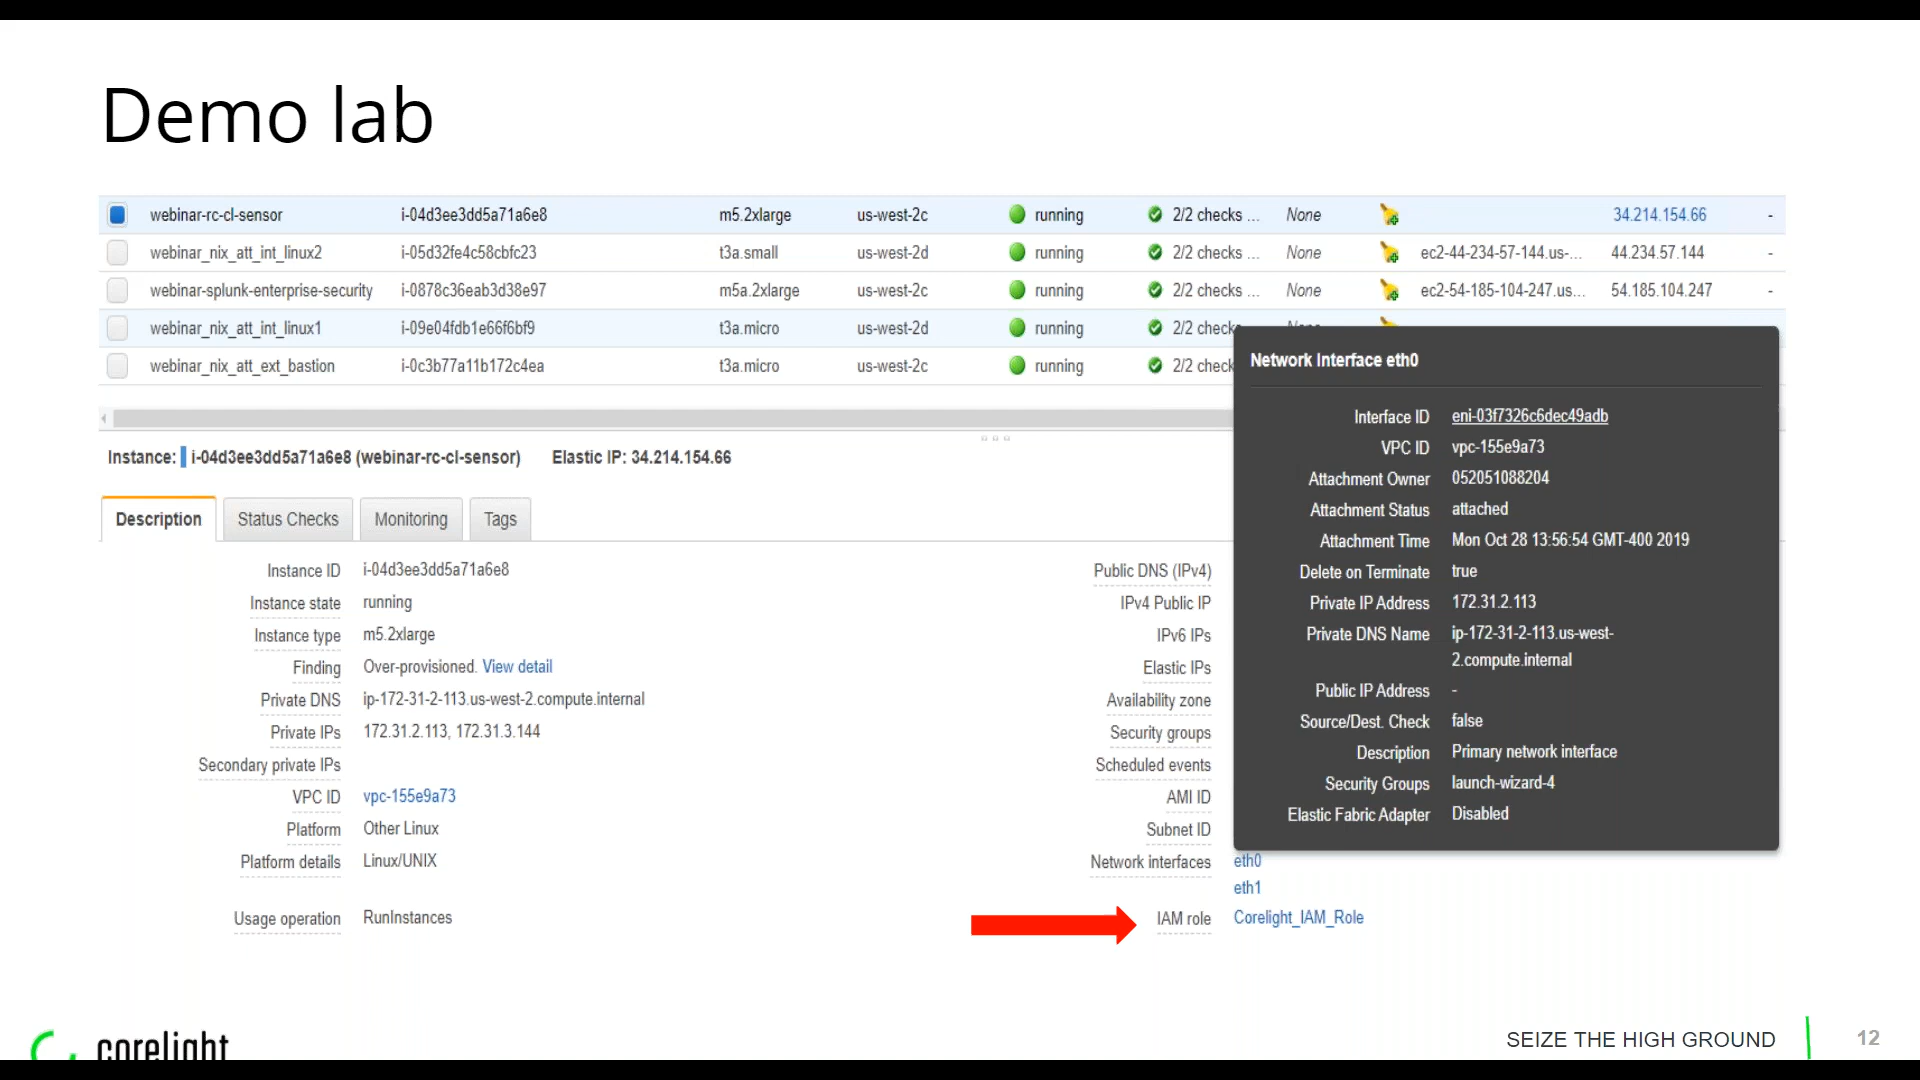 Demo lab
webinar-rc-cl-sensor i-04d3ee3dd5a71a6e8 m5.2xlarge us-west-2c running 2/2 checks ... None 34.214.154.66 -
webinar_nix_att_int_linux2 i-05d32fe4c58cbfc23 t3a.small us-west-2d running 2/2 checks ... None ec2-44-234-57-144.us-... 44.234.57.144 -
webinar-splunk-enterprise-security i-0878c36eab3d38e97 m5a.2xlarge us-west-2c running 2/2 checks ... None ec2-54-185-104-247.us... 54.185.104.247 -
webinar_nix_att_int_linux1 i-09e04fdb1e66f6bf9 t3a.micro us-west-2d running 2/2 check
webinar_nix_att_ext_bastion i-0c3b77a11b172c4ea t3a.micro us-west-2c running 2/2 check
Instance: i-04d3ee3dd5a71a6e8 (webinar-rc-cl-sensor) Elastic IP: 34.214.154.66
Description Status Checks Monitoring Tags
Instance ID i-04d3ee3dd5a71a6e8
Instance state running
Instance type m5.2xlarge
Finding Over-provisioned. View detail
Private DNS ip-172-31-2-113.us-west-2.compute.internal
Private IPs 172.31.2.113, 172.31.3.144
Secondary private IPs
VPC ID vpc-155e9a73
Platform Other Linux
Platform details Linux/UNIX
Usage operation RunInstances
Public DNS (IPv4)
IPv4 Public IP
IPv6 IPs
Elastic IPs
Availability zone
Security groups
Scheduled events
AMI ID
Subnet ID
Network interfaces eth0
eth1
IAM role Corelight_IAM_Role
Network Interface eth0
Interface ID eni-03f7326c6dec49adb
VPC ID vpc-155e9a73
Attachment Owner 052051088204
Attachment Status attached
Attachment Time Mon Oct 28 13:56:54 GMT-400 2019
Delete on Terminate true
Private IP Address 172.31.2.113
Private DNS Name ip-172-31-2-113.us-west-
2.compute.internal
Public IP Address -
Source/Dest. Check false
Description Primary network interface
Security Groups launch-wizard-4
Elastic Fabric Adapter Disabled
corelight
SEIZE THE HIGH GROUND
12